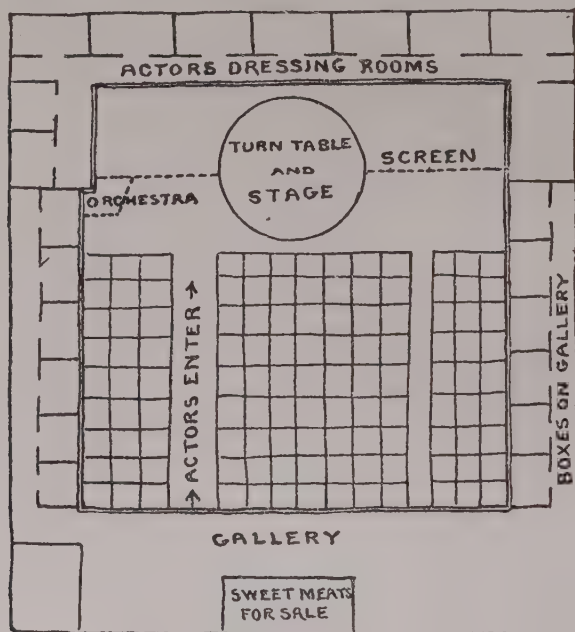 ACTORS DRESSING ROOMS
TURN TABLE
AND
STAGE
SCREEN
ORCHESTRA
ACTORS ENTER
BOXES ON GALLERY
GALLERY
SWEET MEATS
FOR SALE